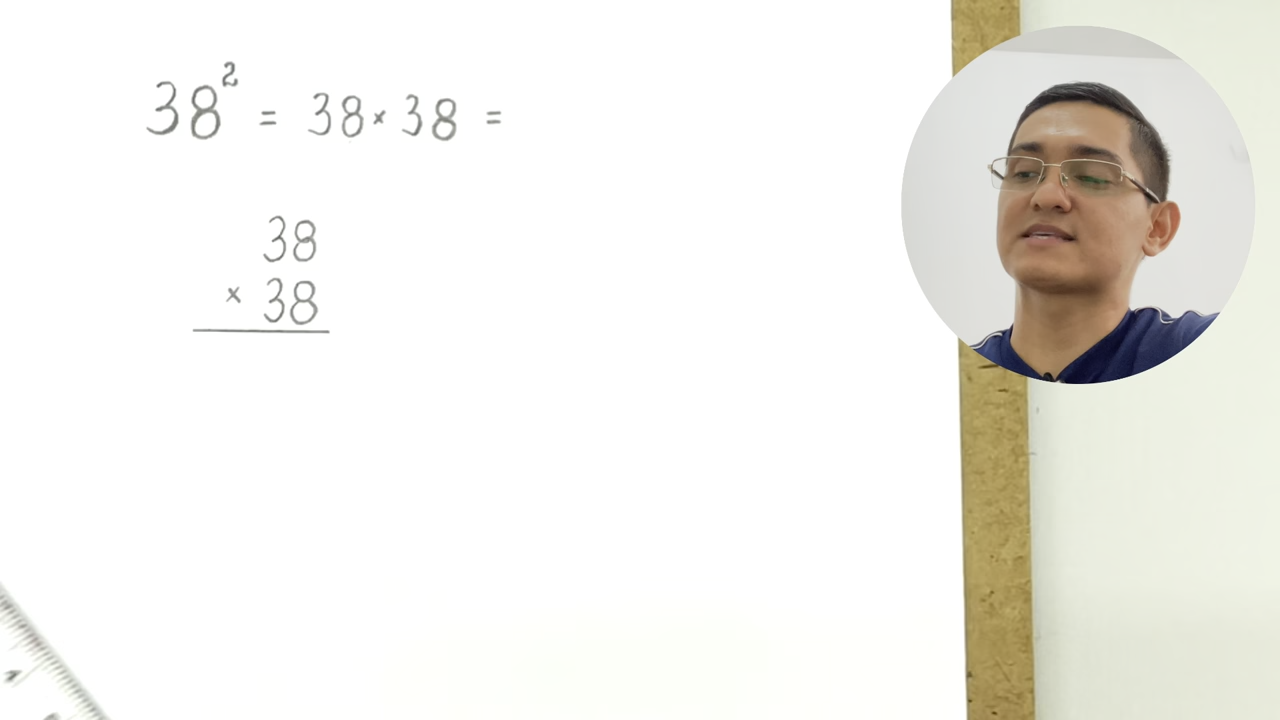 38² = 38 × 38 =
38
× 38